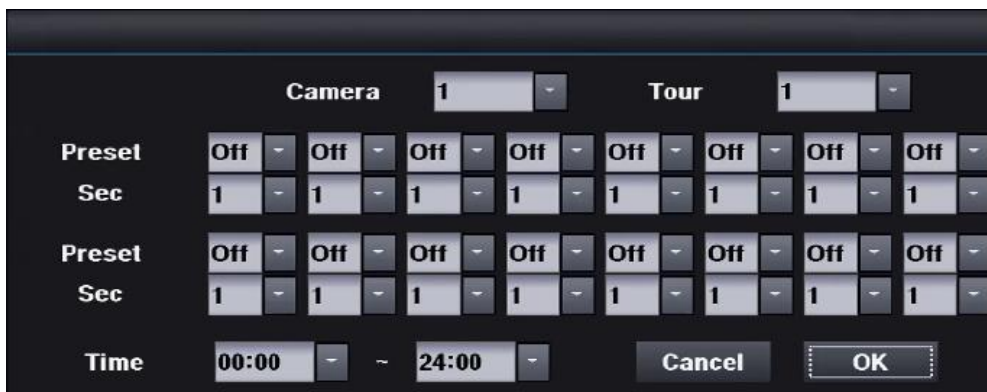 Camera 1 Tour 1
Preset Off Off Off Off Off Off Off Off
Sec 1 1 1 1 1 1 1 1
Preset Off Off Off Off Off Off Off Off
Sec 1 1 1 1 1 1 1 1
Time 00:00 ~ 24:00 Cancel OK